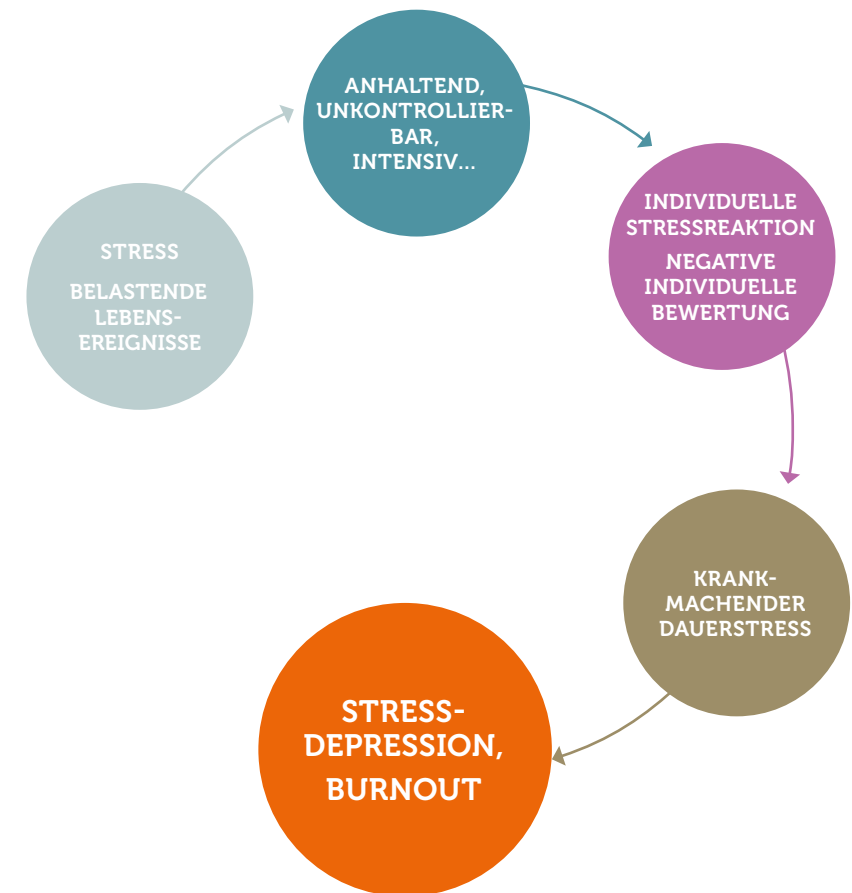 STRESS
BELASTENDE
LEBENS-
EREIGNISSE
ANHALTEND,
UNKONTROLLIER-
BAR,
INTENSIV...
INDIVIDUELLE
STRESSREAKTION
NEGATIVE
INDIVIDUELLE
BEWERTUNG
KRANK-
MACHENDER
DAUERSTRESS
STRESS-
DEPRESSION,
BURNOUT